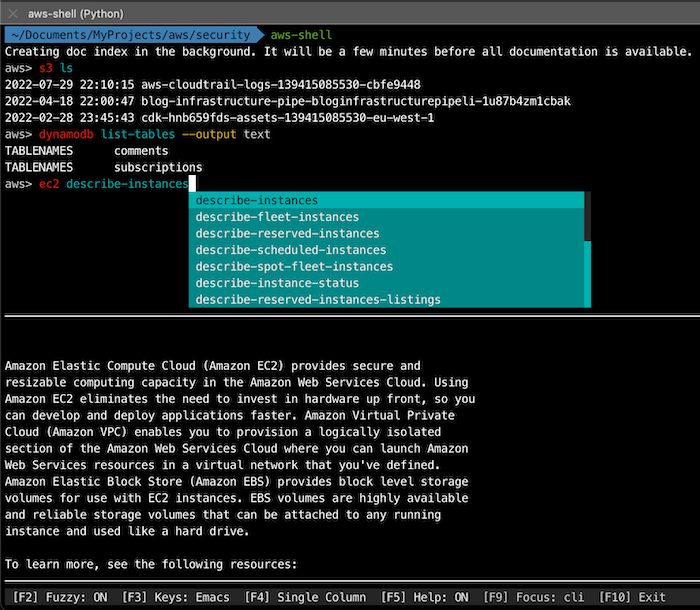 aws-shell (Python)
~/Documents/MyProjects/aws/security aws-shell
Creating doc index in the background. It will be a few minutes before all documentation is available.
aws> s3 ls
2022-07-29 22:10:15 aws-cloudtrail-logs-139415085530-cbfe9448
2022-04-18 22:00:47 blog-infrastructure-pipe-bloginfrastructurepipeli-1u87b4zm1cbak
2022-02-28 23:45:43 cdk-hnb659fds-assets-139415085530-eu-west-1
aws> dynamodb list-tables --output text
TABLENAMES comments
TABLENAMES subscriptions
aws> ec2 describe-instances
describe-instances
describe-fleet-instances
describe-reserved-instances
describe-scheduled-instances
describe-spot-fleet-instances
describe-instance-status
describe-reserved-instances-listings
Amazon Elastic Compute Cloud (Amazon EC2) provides secure and
resizable computing capacity in the Amazon Web Services Cloud. Using
Amazon EC2 eliminates the need to invest in hardware up front, so you
can develop and deploy applications faster. Amazon Virtual Private
Cloud (Amazon VPC) enables you to provision a logically isolated
section of the Amazon Web Services Cloud where you can launch Amazon
Web Services resources in a virtual network that you've defined.
Amazon Elastic Block Store (Amazon EBS) provides block level storage
volumes for use with EC2 instances. EBS volumes are highly available
and reliable storage volumes that can be attached to any running
instance and used like a hard drive.
To learn more, see the following resources:
[F2] Fuzzy: ON [F3] Keys: Emacs [F4] Single Column [F5] Help: ON [F9] Focus: cli [F10] Exit